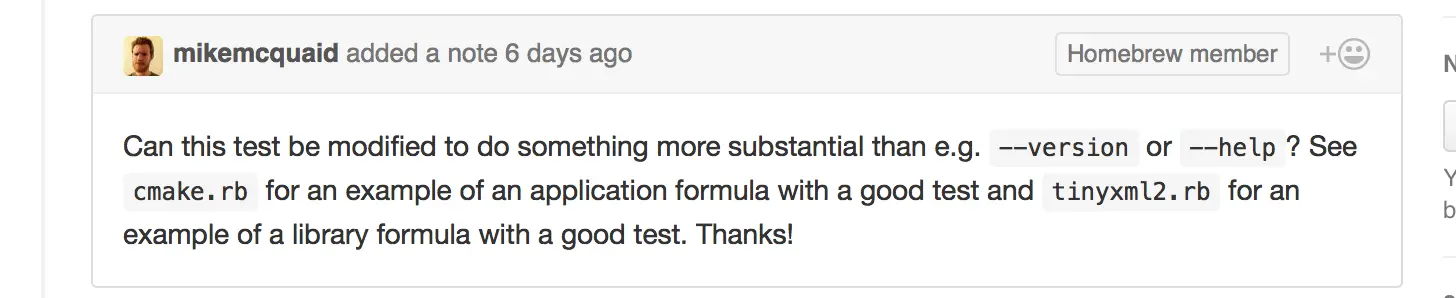 mikemcquaid added a note 6 days ago Homebrew member
Can this test be modified to do something more substantial than e.g. --version or --help? See
cmake.rb for an example of an application formula with a good test and tinyxml2.rb for an
example of a library formula with a good test. Thanks!